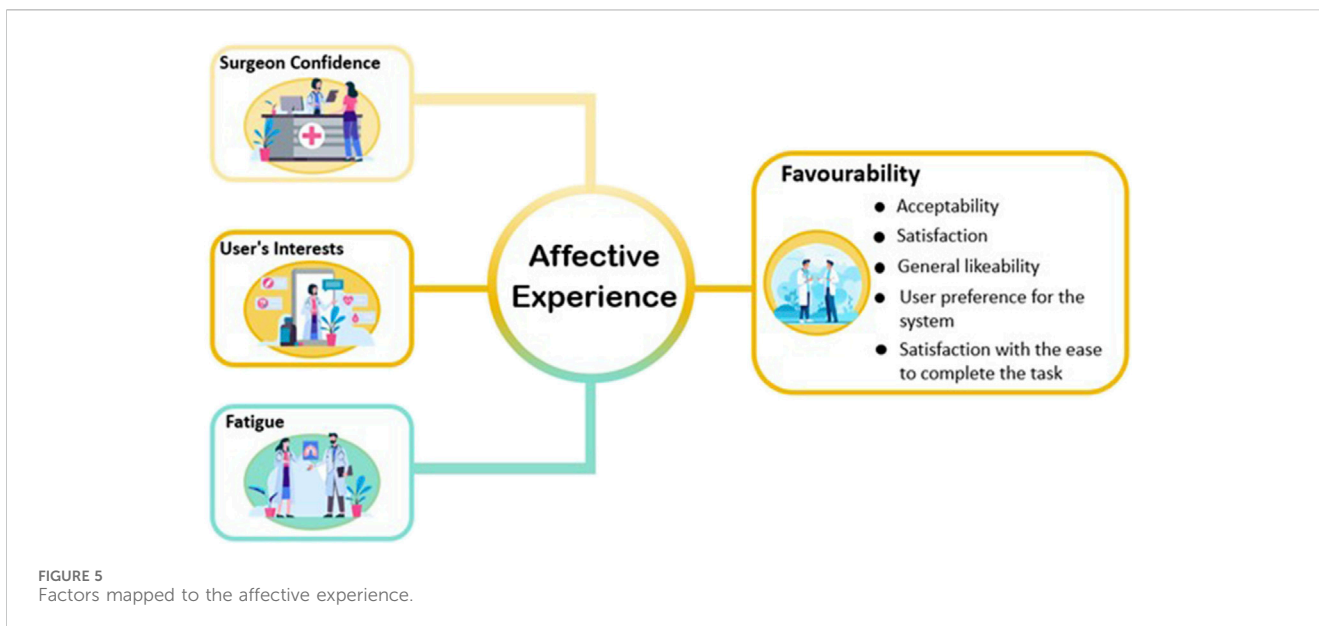 Surgeon Confidence
User's Interests
Fatigue
Affective
Experience
Favourability
● Acceptability
● Satisfaction
● General likeability
● User preference for the
system
● Satisfaction with the ease
to complete the task
FIGURE 5
Factors mapped to the affective experience.